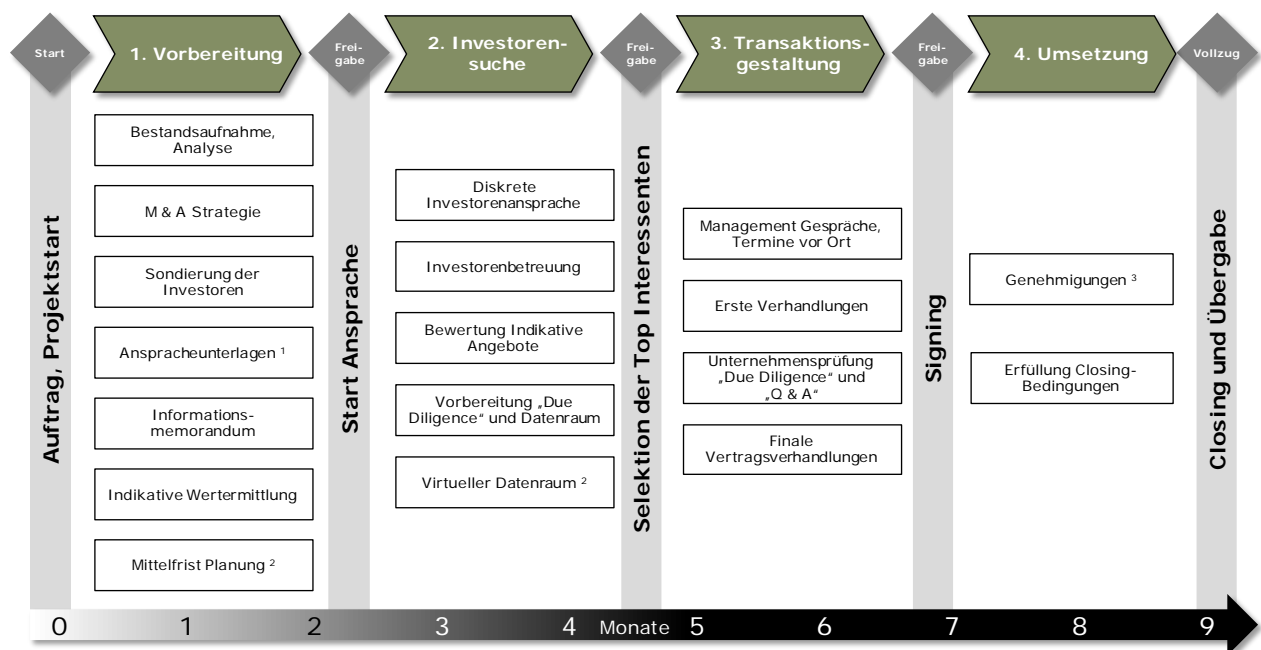 Start
1. Vorbereitung
Frei-
gabe
2. Investoren-
suche
Frei-
gabe
3. Transaktions-
gestaltung
Frei-
gabe
4. Umsetzung
Vollzug
Auftrag, Projektstart
Bestandsaufnahme,
Analyse
M & A Strategie
Sondierung der
Investoren
Anspracheunterlagen ¹
Informations-
memorandum
Indikative Wertermittlung
Mittelfrist Planung ²
Start Ansprache
Diskrete
Investorenansprache
Investorenbetreuung
Bewertung Indikative
Angebote
Vorbereitung „Due
Diligence“ und Datenraum
Virtueller Datenraum ²
Selektion der Top Interessenten
Management Gespräche,
Termine vor Ort
Erste Verhandlungen
Unternehmensprüfung
„Due Diligence“ und
„Q & A“
Finale
Vertragsverhandlungen
Signing
Genehmigungen ³
Erfüllung Closing-
Bedingungen
Closing und Übergabe
0 1 2 3 4 Monate 5 6 7 8 9